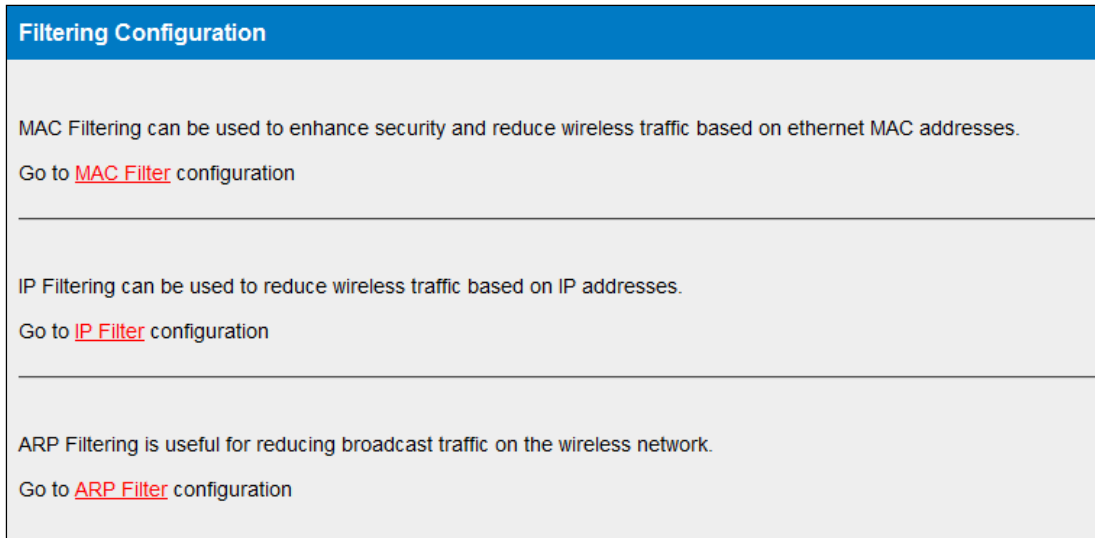 Filtering Configuration
MAC Filtering can be used to enhance security and reduce wireless traffic based on ethernet MAC addresses.
Go to MAC Filter configuration
IP Filtering can be used to reduce wireless traffic based on IP addresses.
Go to IP Filter configuration
ARP Filtering is useful for reducing broadcast traffic on the wireless network.
Go to ARP Filter configuration